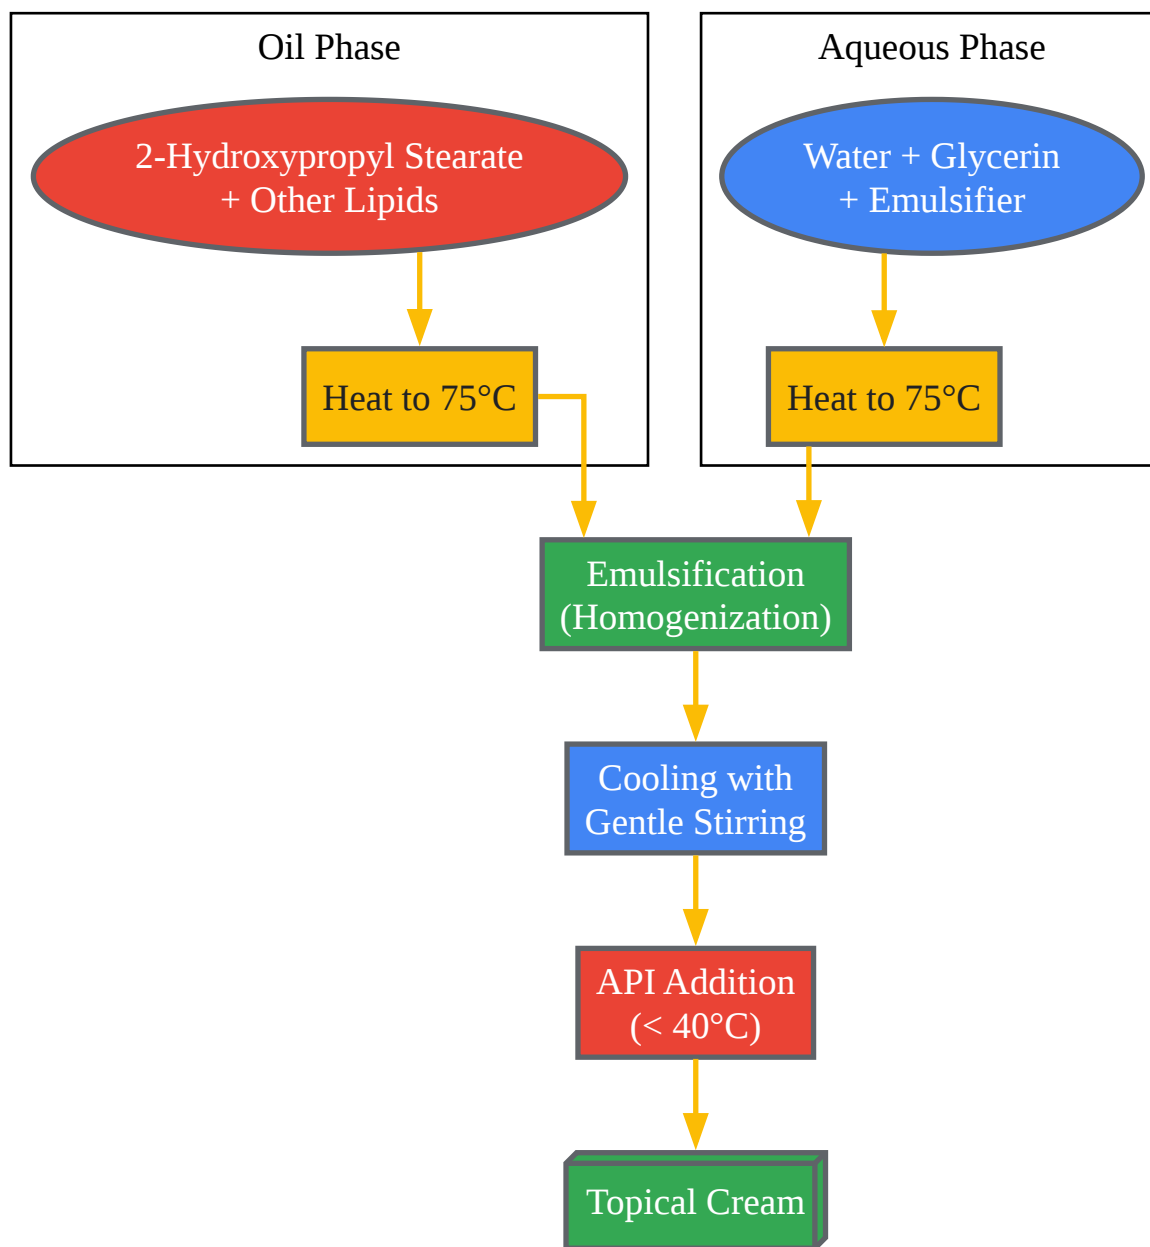 Oil Phase
2-Hydroxypropyl Stearate
+ Other Lipids
Heat to 75°C
Aqueous Phase
Water + Glycerin
+ Emulsifier
Heat to 75°C
Emulsification
(Homogenization)
Cooling with
Gentle Stirring
API Addition
(< 40°C)
Topical Cream